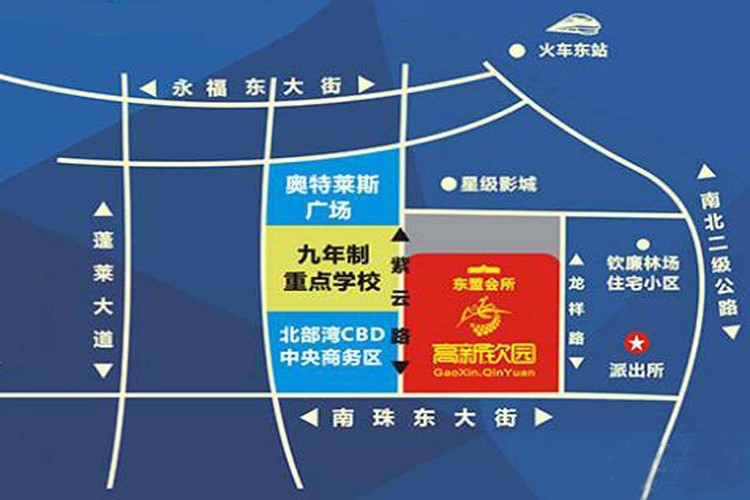 火车东站
永福东大街
奥特莱斯
广场
星级影城
南北二级公路
蓬莱大道
九年制
重点学校
紫云路
东盟会所
高新钦园
GaoXin.QinYuan
龙祥路
钦廉林场
住宅小区
北部湾CBD
中央商务区
派出所
南珠东大街